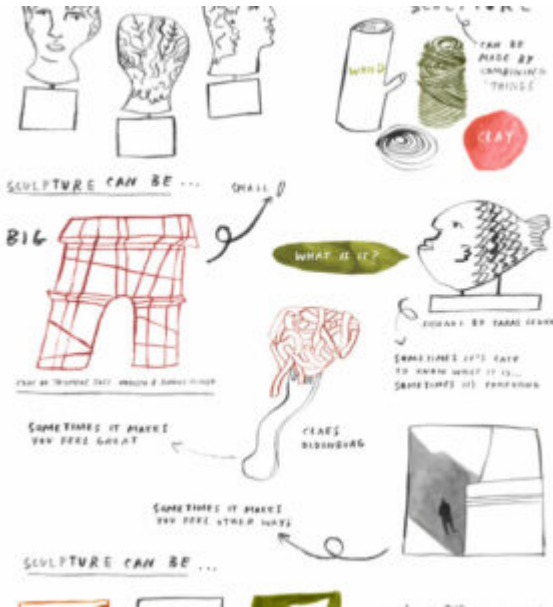 SCULPTURE
CAN BE
MADE BY
COMBINING
THINGS
WOOD
CLAY
SCULPTURE CAN BE ...
SMALL
BIG
WHAT IS IT?
SOMETIMES IT'S EASY
TO KNOW WHAT IT IS...
SOMETIMES IT'S CONFUSING
SOMETIMES IT MAKES
YOU FEEL GREAT
CLAES
OLDENBURG
SOMETIMES IT MAKES
YOU FEEL OTHER WAYS
SCULPTURE CAN BE ...